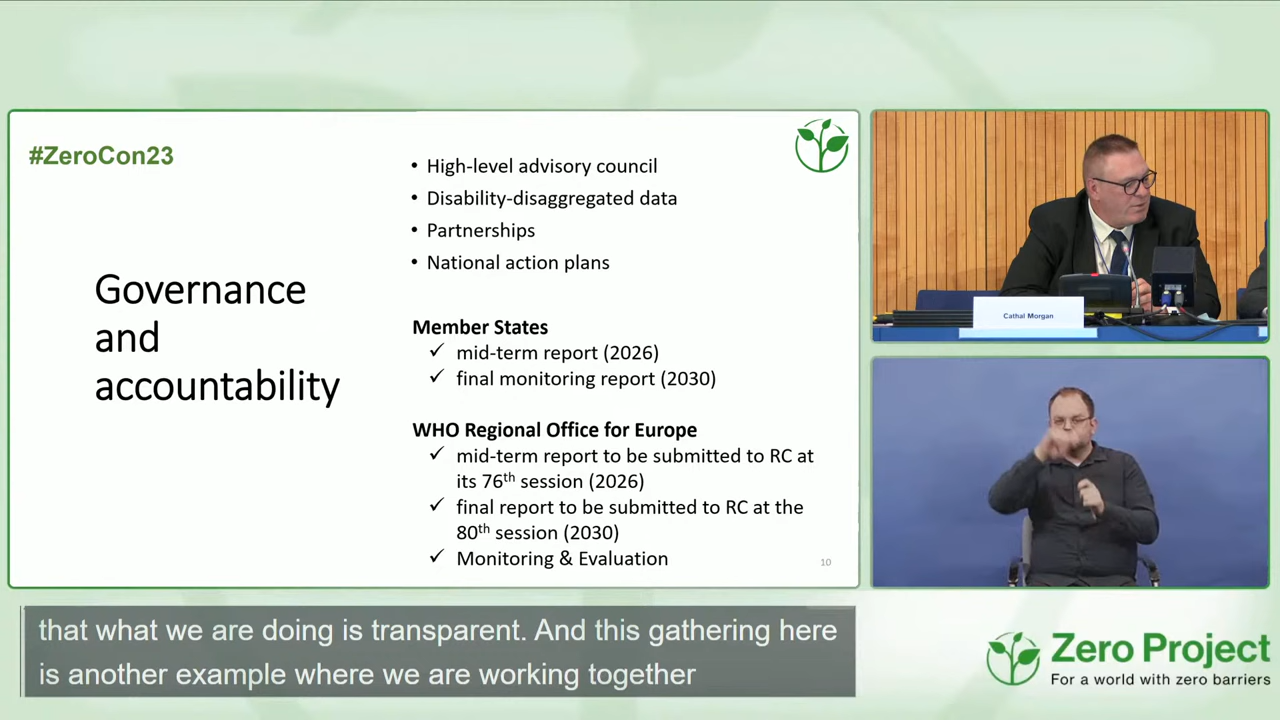 #ZeroCon23
Governance
and
accountability
• High-level advisory council
• Disability-disaggregated data
• Partnerships
• National action plans
Member States
✓ mid-term report (2026)
✓ final monitoring report (2030)
WHO Regional Office for Europe
✓ mid-term report to be submitted to RC at
its 76th session (2026)
✓ final report to be submitted to RC at the
80th session (2030)
✓ Monitoring & Evaluation
10
Cathal Morgan
that what we are doing is transparent. And this gathering here
is another example where we are working together
Zero Project
For a world with zero barriers